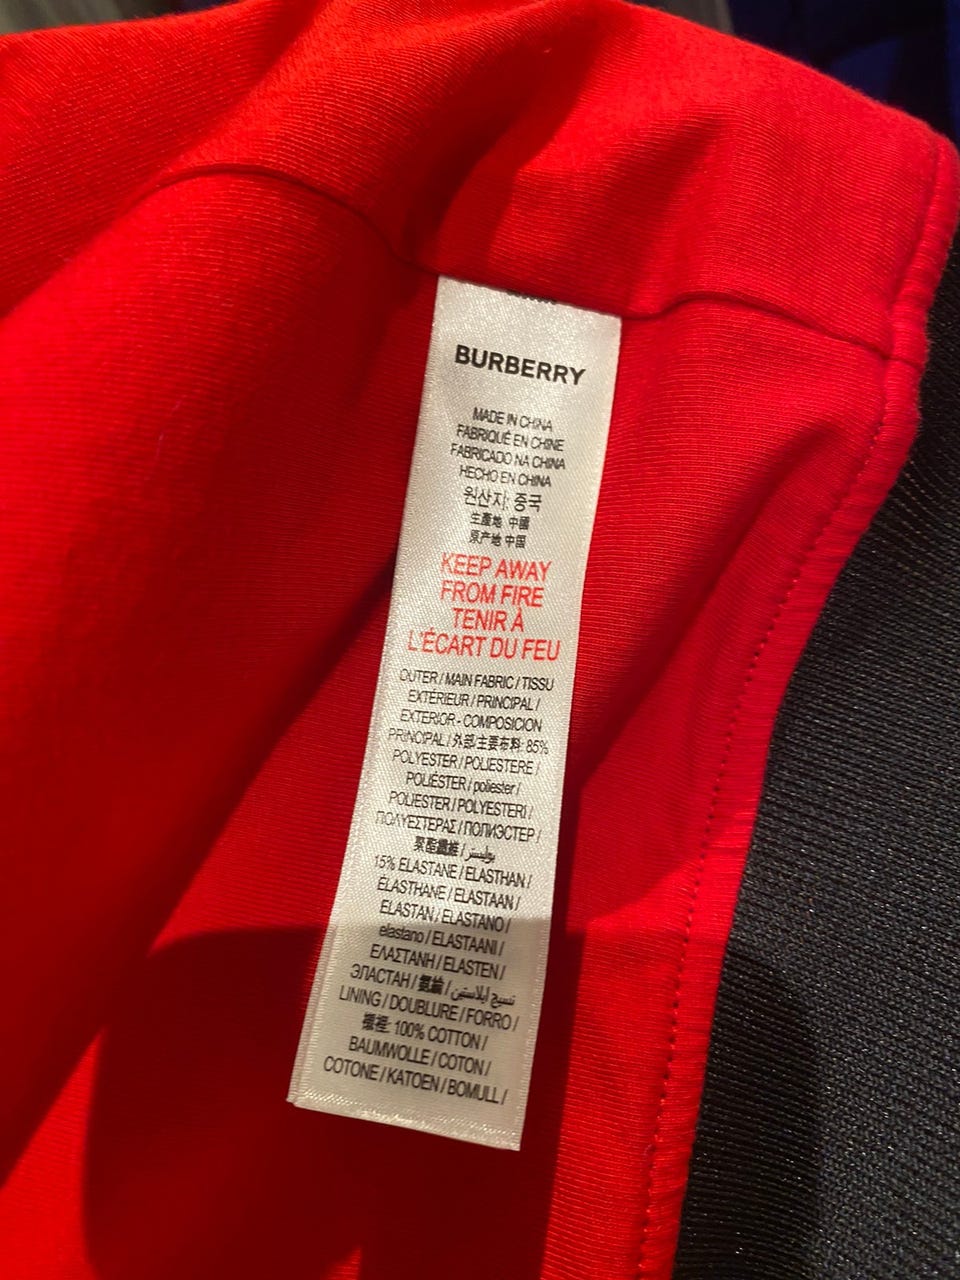 BURBERRY
MADE IN CHINA
FABRIQUÉ EN CHINE
FABRICADO NA CHINA
HECHO EN CHINA
원산지: 중국
生產地 中國
原产地 中国
KEEP AWAY
FROM FIRE
TENIR À
L'ÉCART DU FEU
OUTER / MAIN FABRIC / TISSU
EXTÉRIEUR / PRINCIPAL /
EXTERIOR - COMPOSICION
PRINCIPAL / 外部/主要布料: 85%
POLYESTER / POLIESTERE /
POLIÉSTER / poliester /
POLIESTER / POLYESTERI /
ΠΟΛΥΕΣΤΕΡΑΣ / ПОЛИЭСТЕР /
聚酯纖維 / بوليستر
15% ELASTANE / ELASTHAN /
ÉLASTHANE / ELASTAAN /
ELASTAN / ELASTANO /
elastano / ELASTAANI /
ΕΛΑΣΤΑΝΗ / ELASTEN /
ЭЛАСТАН / 氨綸 / نسيج ايلاستين
LINING / DOUBLURE / FORRO /
襯裡: 100% COTTON /
BAUMWOLLE / COTON /
COTONE / KATOEN / BOMULL /